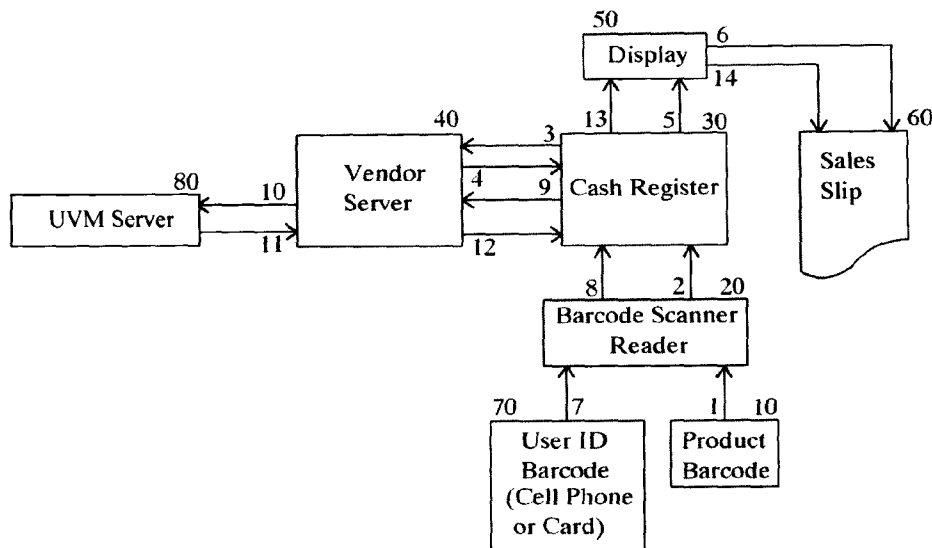 50
Display
6
14
13
5
30
60
40
3
Vendor
Server
4
9
12
Cash Register
Sales
Slip
80
10
UVM Server
11
8
2
20
Barcode Scanner
Reader
70
7
1
10
User ID
Barcode
(Cell Phone
or Card)
Product
Barcode